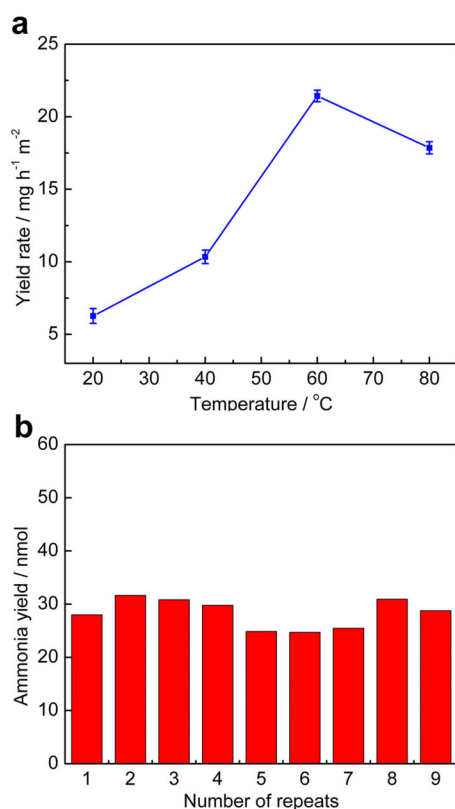 a
25
20
15
10
5
Yield rate / mg h⁻¹ m⁻²
20 30 40 50 60 70 80
Temperature / °C
b
60
50
40
30
20
10
0
Ammonia yield / nmol
1 2 3 4 5 6 7 8 9
Number of repeats